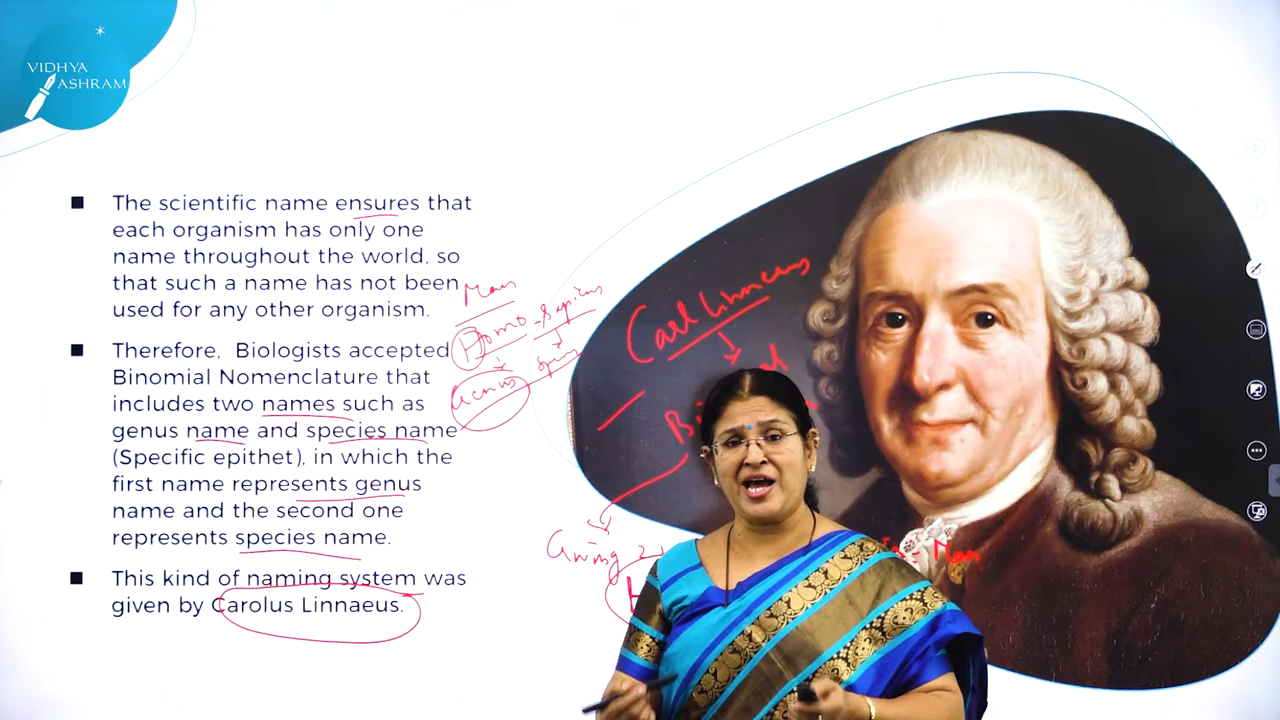 VIDHYA
ASHRAM
The scientific name ensures that
each organism has only one
name throughout the world, so
that such a name has not been
used for any other organism.
Therefore, Biologists accepted
Binomial Nomenclature that
includes two names such as
genus name and species name
(Specific epithet), in which the
first name represents genus
name and the second one
represents species name.
This kind of naming system was
given by Carolus Linnaeus.
Man
Homo Sapiens
Genus
Carl Linneaus
Giving 2
- Man